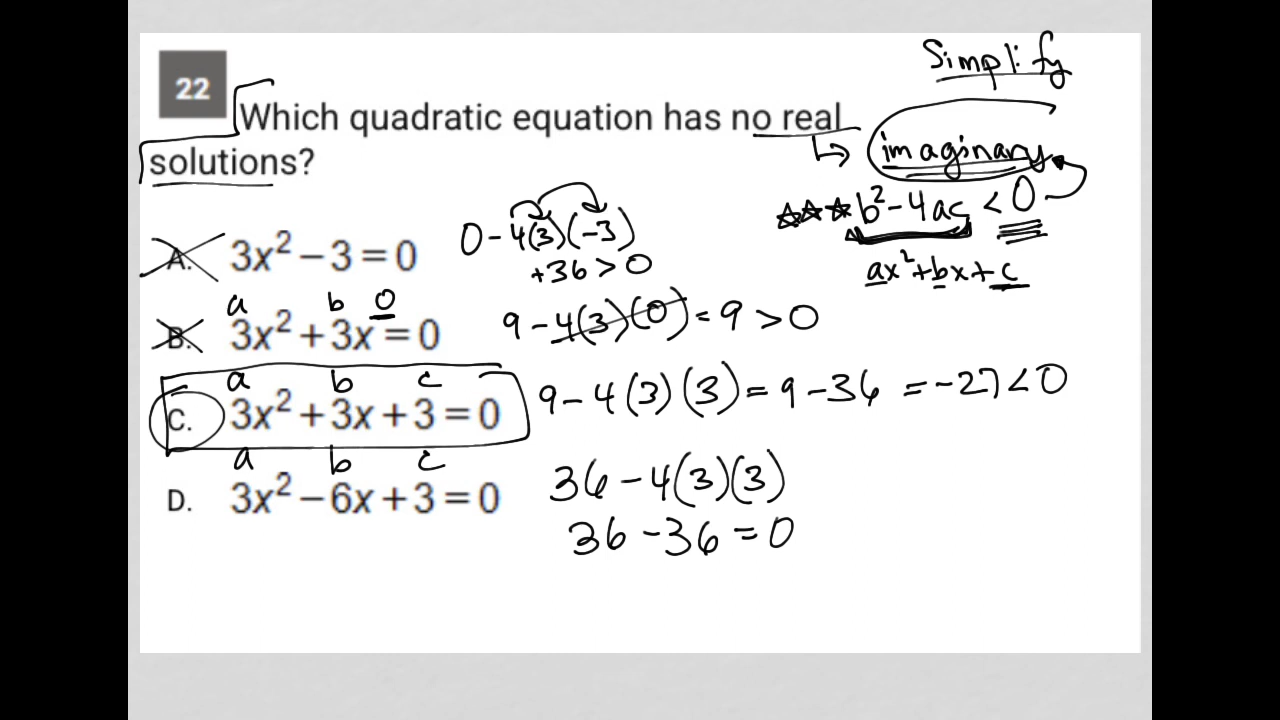 Simplify
22
Which quadratic equation has no real
solutions?
imaginary
b² - 4ac < 0
ax² + bx + c
A. 3x² − 3 = 0
0 - 4(3)(-3)
+36 > 0
a b 0
B. 3x² + 3x = 0
9 - 4(3)(0) = 9 > 0
a b c
C. 3x² + 3x + 3 = 0
9 - 4(3)(3) = 9 - 36 = -27 < 0
a b c
D. 3x² − 6x + 3 = 0
36 - 4(3)(3)
36 - 36 = 0